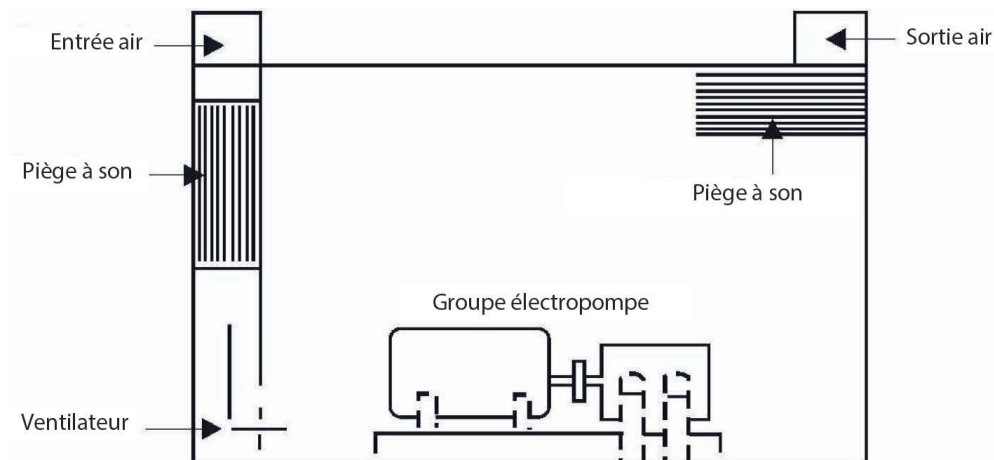 Entrée air
Sortie air
Piège à son
Piège à son
Groupe électropompe
Ventilateur